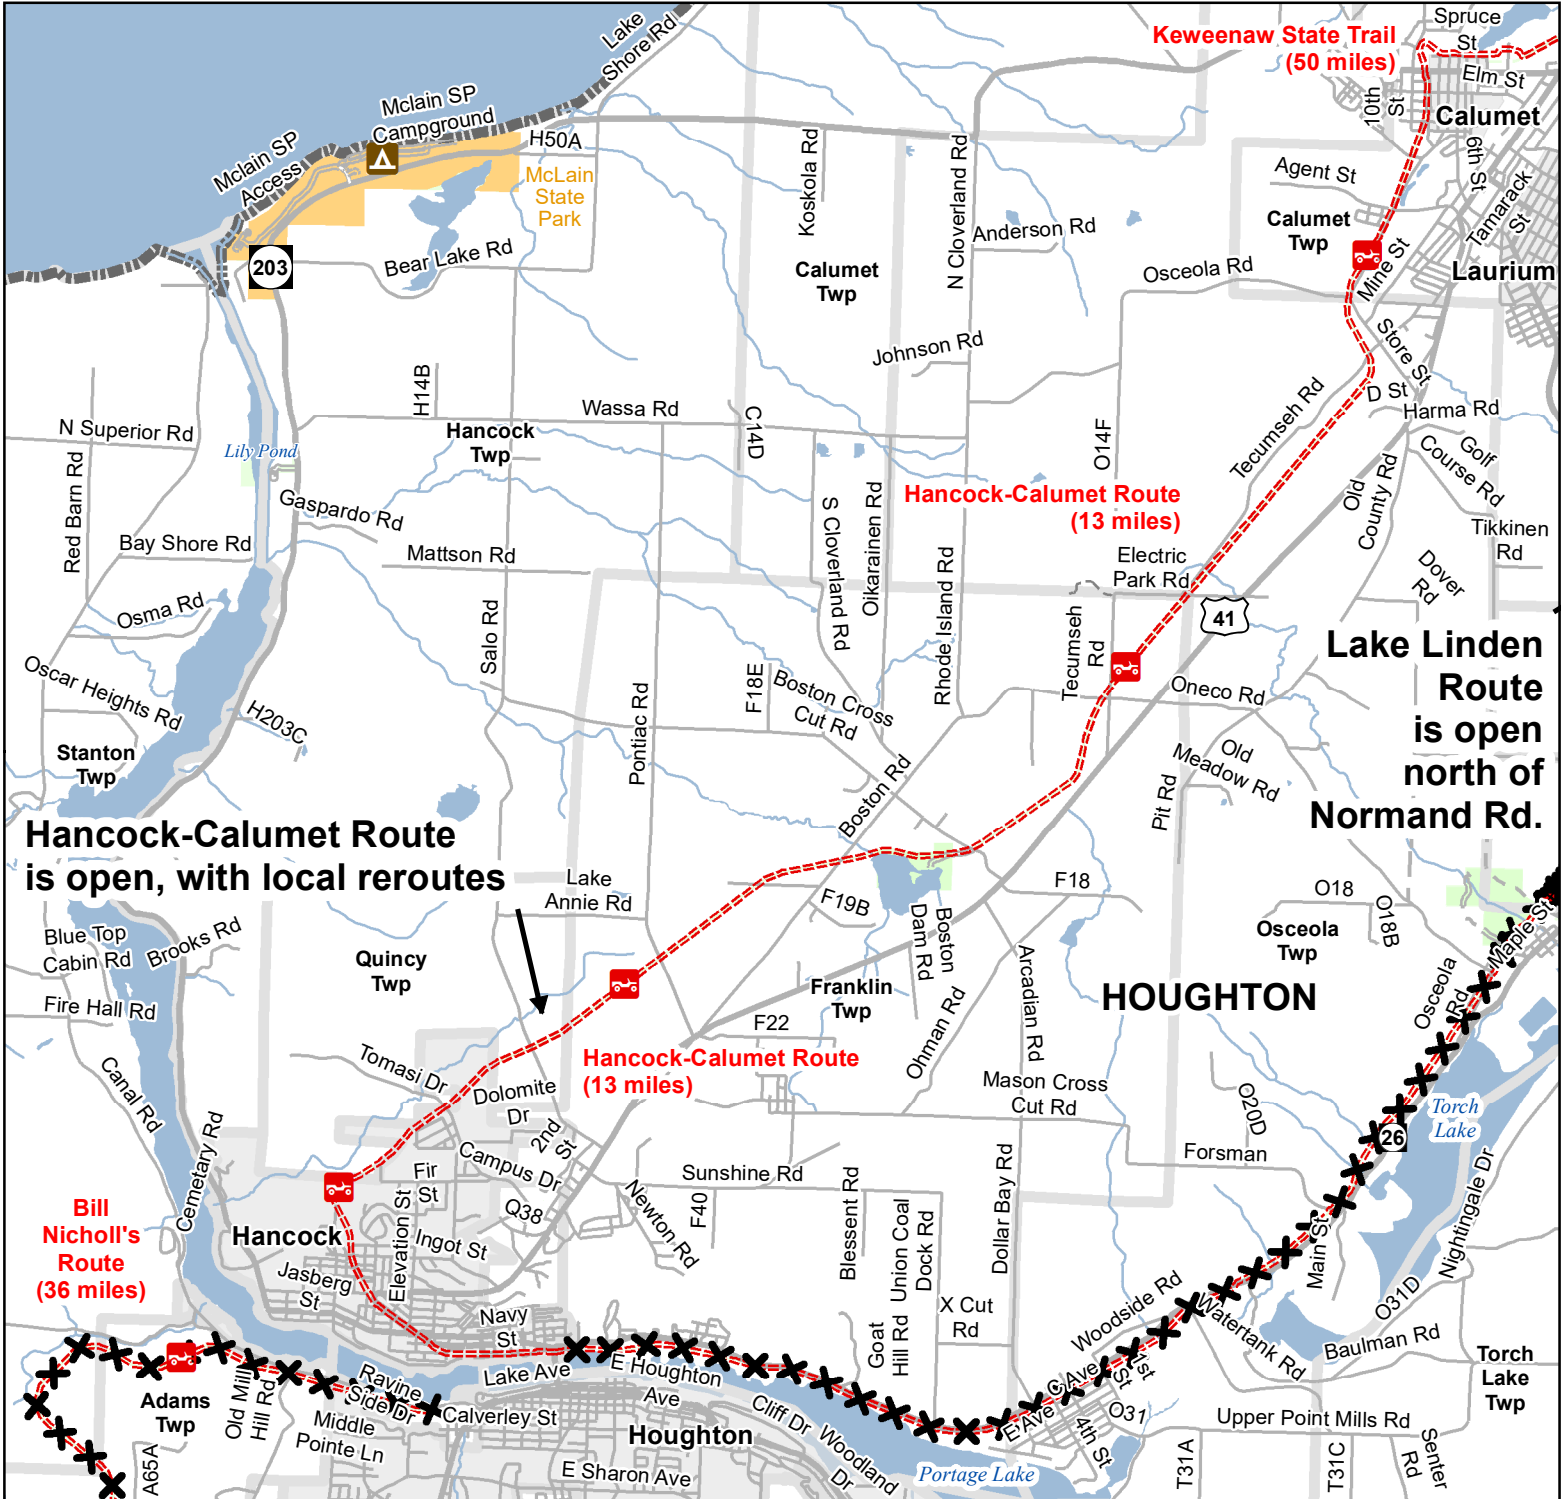 Lake
Shore Rd
Keweenaw State Trail
(50 miles)
Spruce
St
Elm St
10th
St
Calumet
6th St
Mclain SP
Campground
H50A
Mclain SP
Access
McLain
State
Park
Koskola Rd
N Cloverland Rd
Agent St
Tamarack
St
Calumet
Twp
Anderson Rd
203
Bear Lake Rd
Calumet
Twp
Osceola Rd
Mine St
Laurium
Johnson Rd
Store St
H14B
Wassa Rd
C14D
D St
Harma Rd
N Superior Rd
Hancock
Twp
Lily Pond
O14F
Tecumseh Rd
Golf
Course Rd
Old
County Rd
Red Barn Rd
Gaspardo Rd
Hancock-Calumet Route
(13 miles)
S Cloverland Rd
Oikarainen Rd
Tikkinen
Rd
Bay Shore Rd
Mattson Rd
Rhode Island Rd
Electric
Park Rd
Dover
Rd
Osma Rd
Salo Rd
Tecumseh
Rd
41
Lake Linden
Route
is open
north of
Normand Rd.
Oscar Heights Rd
H203C
Pontiac Rd
F18E
Boston Cross
Cut Rd
Oneco Rd
Stanton
Twp
Old
Meadow Rd
Boston Rd
Pit Rd
Hancock-Calumet Route
is open, with local reroutes
Lake
Annie Rd
F19B
F18
O18
O18B
Dam Rd
Boston
Blue Top
Cabin Rd
Brooks Rd
Quincy
Twp
Osceola
Twp
Maple St
Fire Hall Rd
Franklin
Twp
Arcadian Rd
HOUGHTON
Osceola
Rd
F22
Ohman Rd
Canal Rd
Tomasi Dr
Hancock-Calumet Route
(13 miles)
Dolomite
Dr
Mason Cross
Cut Rd
O20D
Torch
Lake
26
2nd
St
Cemetary Rd
Fir
St
Campus Dr
Sunshine Rd
Forsman
Nightingale Dr
Bill
Nicholl's
Route
(36 miles)
Q38
Newton Rd
F40
Blessent Rd
Union Coal
Dock Rd
Dollar Bay Rd
Hancock
Elevation St
Ingot St
Main St
Jasberg
St
Navy
St
X Cut
Rd
Goat
Hill Rd
Woodside Rd
Watertank Rd
O31D
Baulman Rd
Lake Ave
E Houghton
Ave
C Ave
1st
St
Torch
Lake
Twp
Ravine
Side Dr
Adams
Twp
Old Mill
Hill Rd
Middle
Pointe Ln
Calverley St
Houghton
Cliff Dr
Woodland
Dr
E Ave
4th St
O31
Upper Point Mills Rd
A65A
E Sharon Ave
Portage Lake
T31A
T31C
Senter
Rd